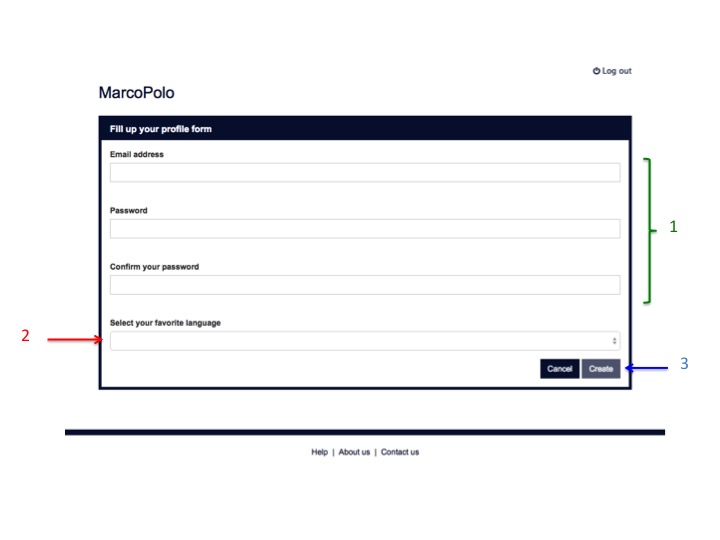 Log out
MarcoPolo
Fill up your profile form
Email address
Password
1
Confirm your password
Select your favorite language
2
Cancel Create
3
Help | About us | Contact us